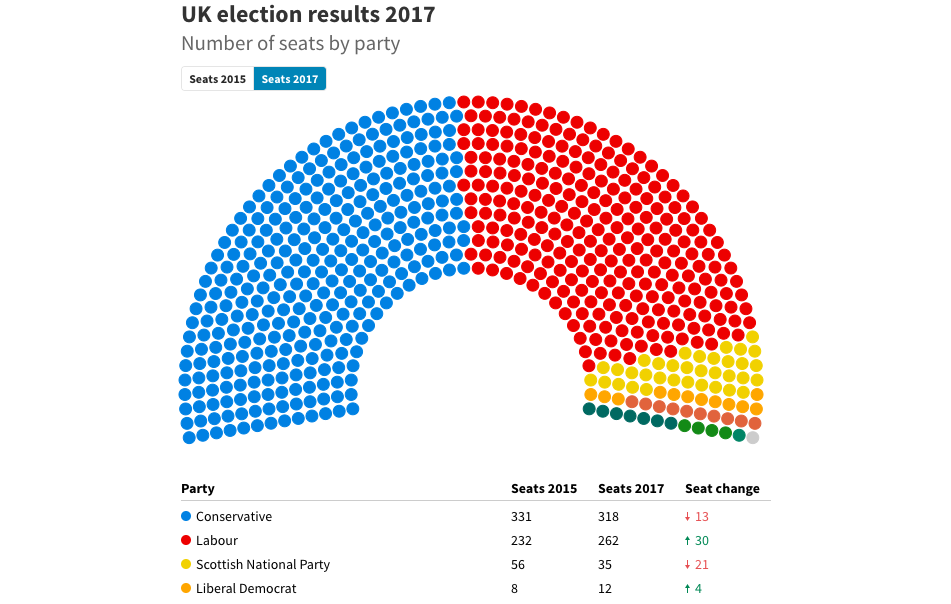 UK election results 2017
Number of seats by party
Seats 2015 Seats 2017
Party Seats 2015 Seats 2017 Seat change
Conservative 331 318 ↓ 13
Labour 232 262 ↑ 30
Scottish National Party 56 35 ↓ 21
Liberal Democrat 8 12 ↑ 4